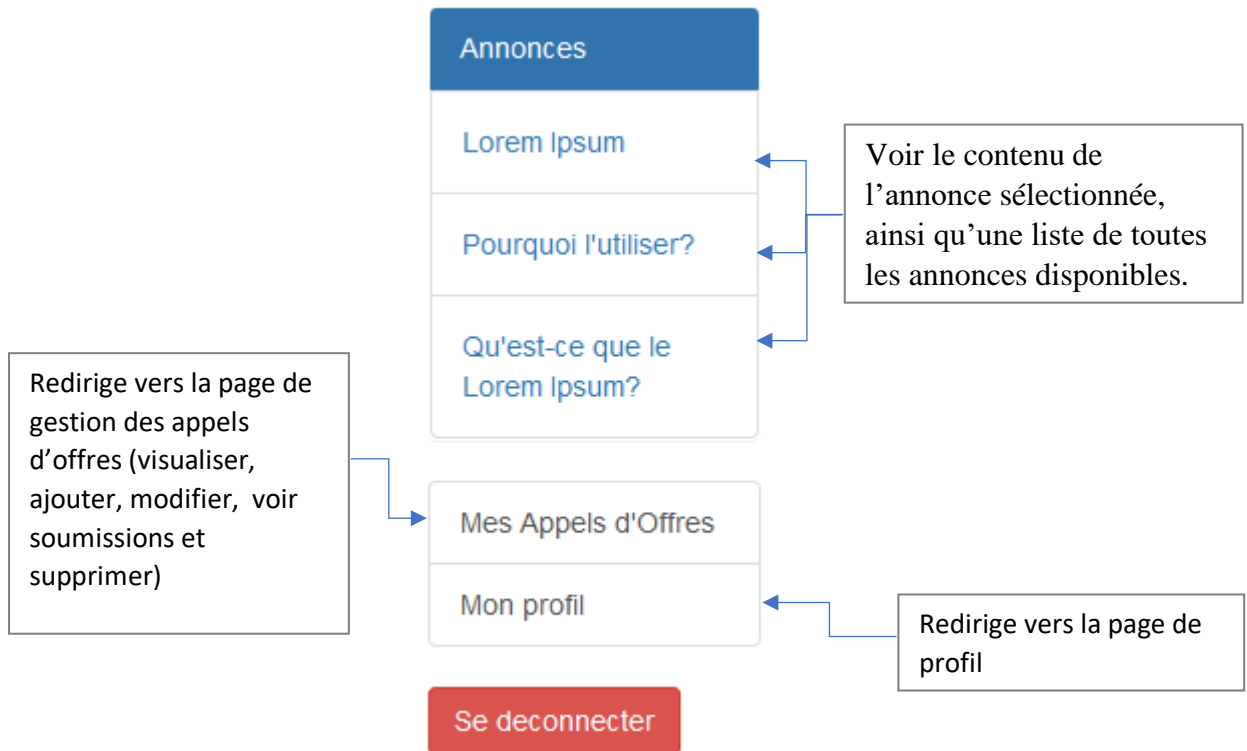 Annonces
Lorem Ipsum
Pourquoi l'utiliser?
Qu'est-ce que le
Lorem Ipsum?
Voir le contenu de
l’annonce sélectionnée,
ainsi qu’une liste de toutes
les annonces disponibles.
Redirige vers la page de
gestion des appels
d’offres (visualiser,
ajouter, modifier, voir
soumissions et
supprimer)
Mes Appels d'Offres
Mon profil
Redirige vers la page de
profil
Se deconnecter